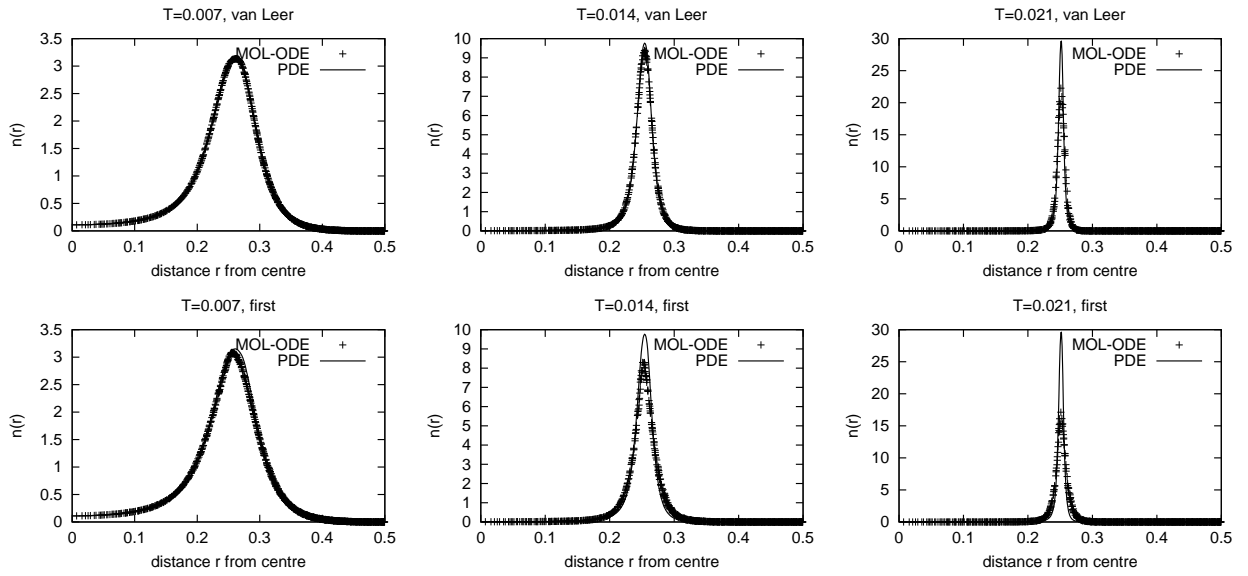 T=0.007, van Leer
3.5
3
2.5
2
1.5
1
0.5
0
n(r)
MOL-ODE
PDE
0 0.1 0.2 0.3 0.4 0.5
distance r from centre
T=0.014, van Leer
10
9
8
7
6
5
4
3
2
1
0
n(r)
MOL-ODE
PDE
0 0.1 0.2 0.3 0.4 0.5
distance r from centre
T=0.021, van Leer
30
25
20
15
10
5
0
n(r)
MOL-ODE
PDE
0 0.1 0.2 0.3 0.4 0.5
distance r from centre
T=0.007, first
3.5
3
2.5
2
1.5
1
0.5
0
n(r)
MOL-ODE
PDE
0 0.1 0.2 0.3 0.4 0.5
distance r from centre
T=0.014, first
10
9
8
7
6
5
4
3
2
1
0
n(r)
MOL-ODE
PDE
0 0.1 0.2 0.3 0.4 0.5
distance r from centre
T=0.021, first
30
25
20
15
10
5
0
n(r)
MOL-ODE
PDE
0 0.1 0.2 0.3 0.4 0.5
distance r from centre